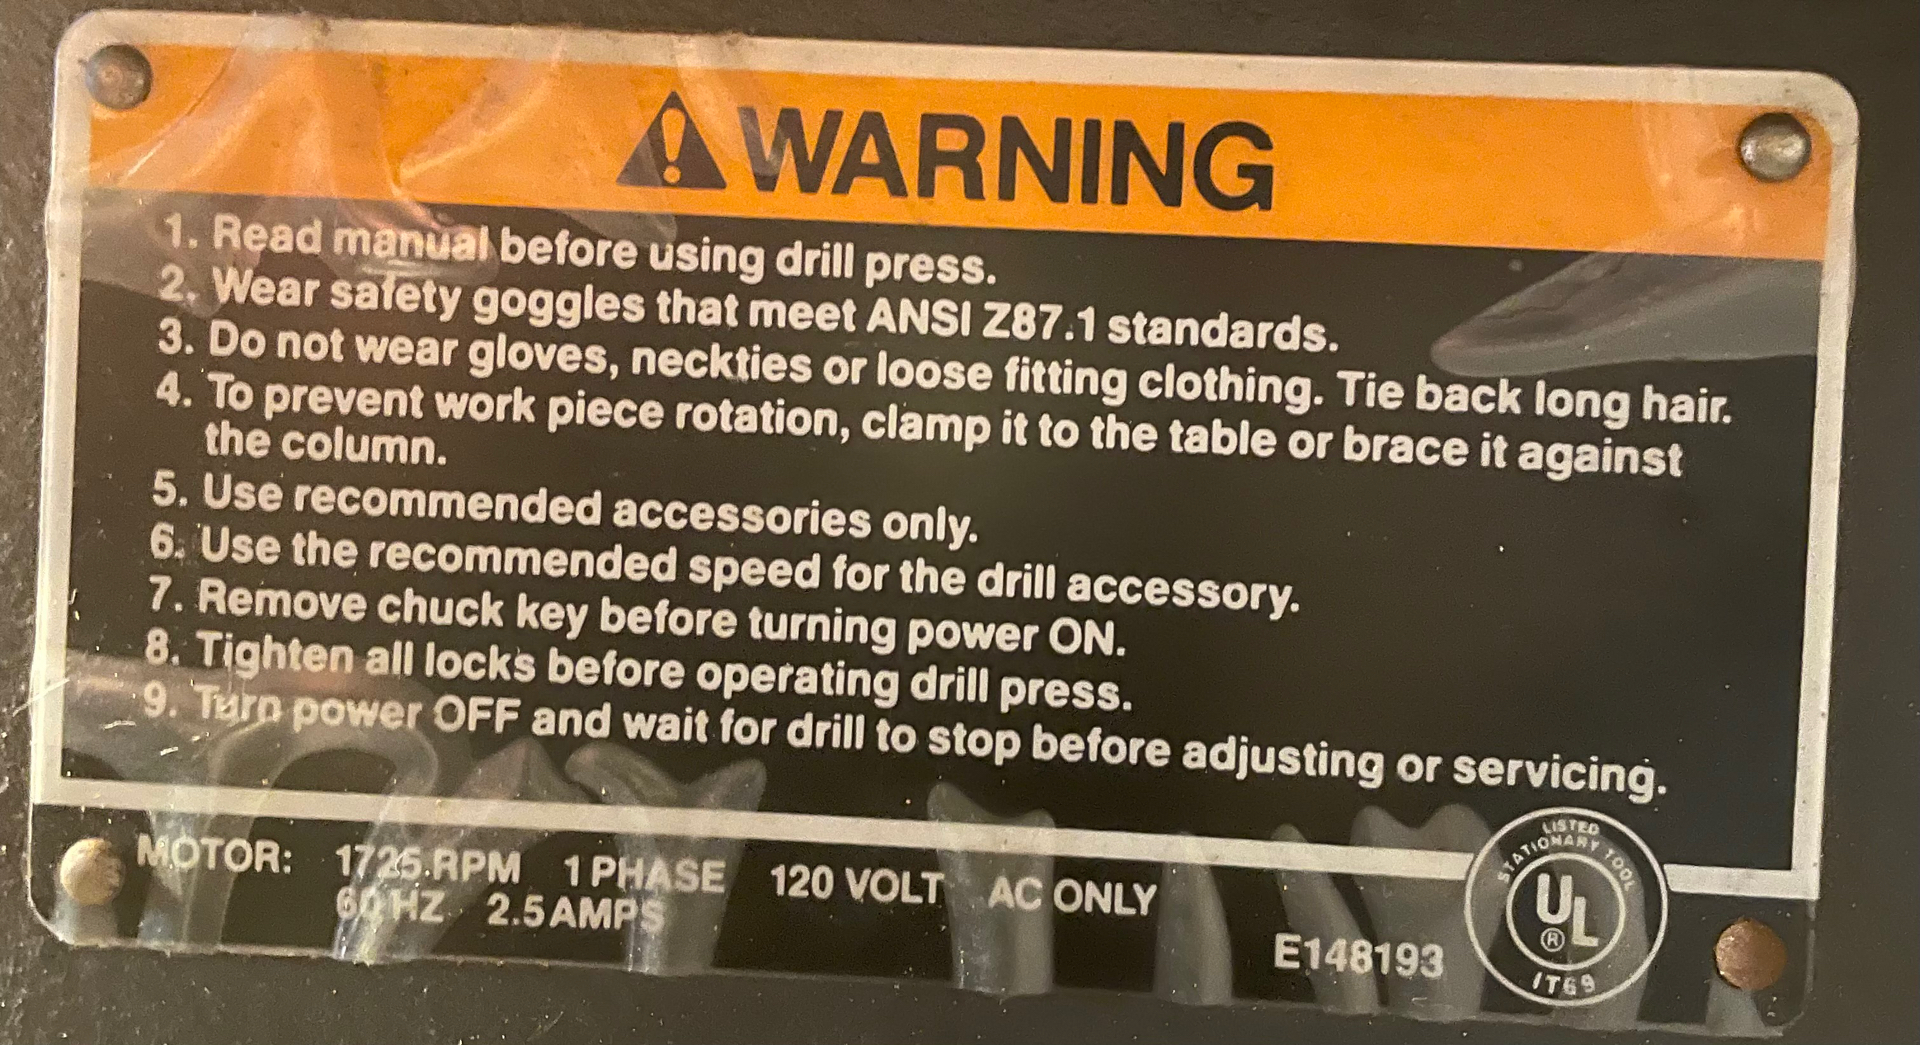 WARNING
1. Read manual before using drill press.
2. Wear safety goggles that meet ANSI Z87.1 standards.
3. Do not wear gloves, neckties or loose fitting clothing. Tie back long hair.
4. To prevent work piece rotation, clamp it to the table or brace it against
the column.
5. Use recommended accessories only.
6. Use the recommended speed for the drill accessory.
7. Remove chuck key before turning power ON.
8. Tighten all locks before operating drill press.
9. Turn power OFF and wait for drill to stop before adjusting or servicing.
MOTOR: 1725 RPM 1 PHASE 120 VOLT AC ONLY
60 HZ 2.5 AMPS
E148193
LISTED
STATIONARY TOOL
UL
®
IT69